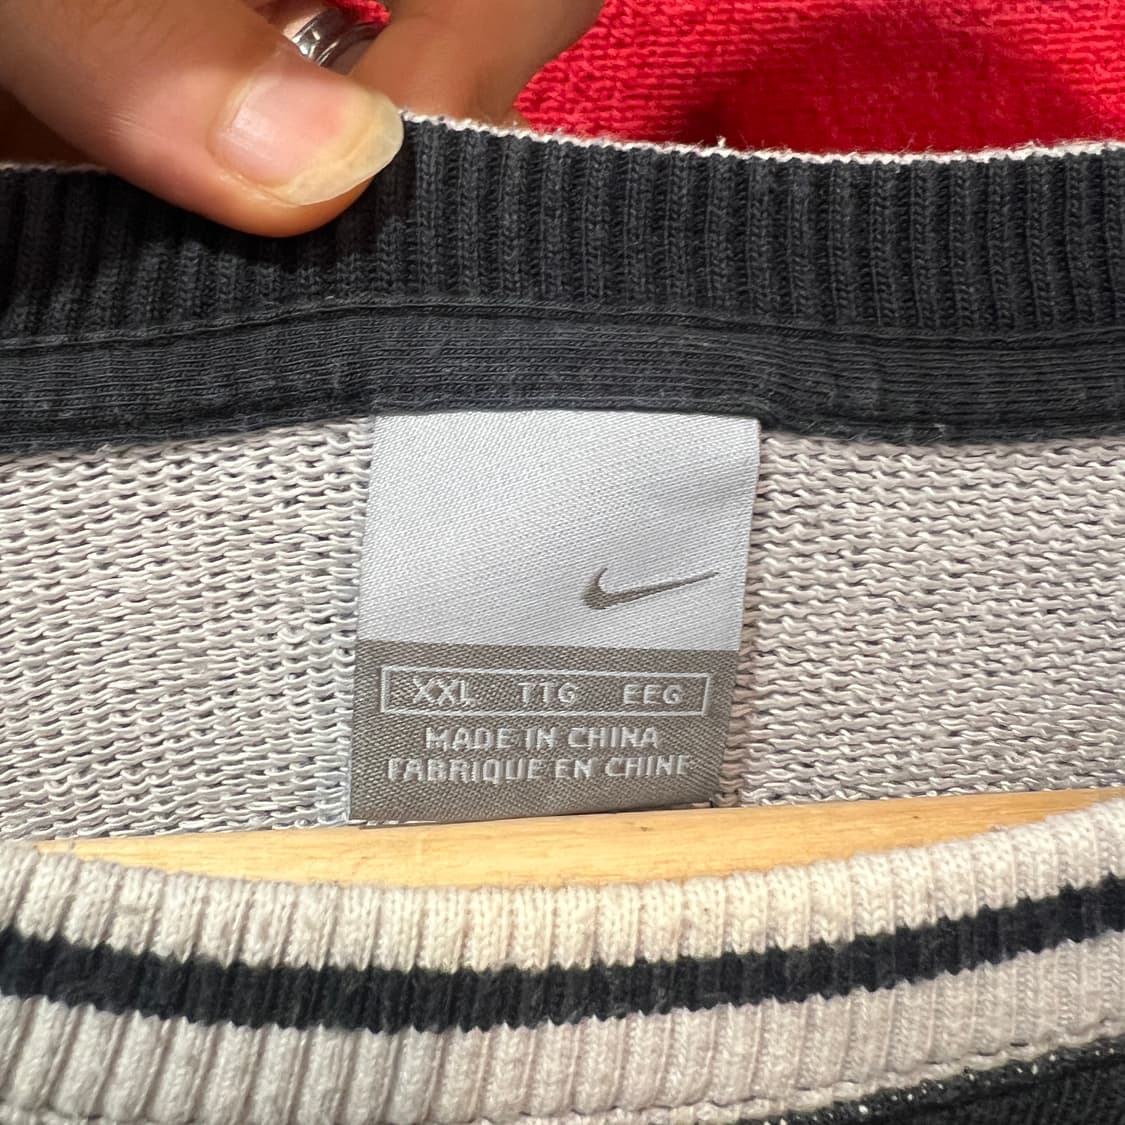 XXL TTG EEG
MADE IN CHINA
FABRIQUE EN CHINE